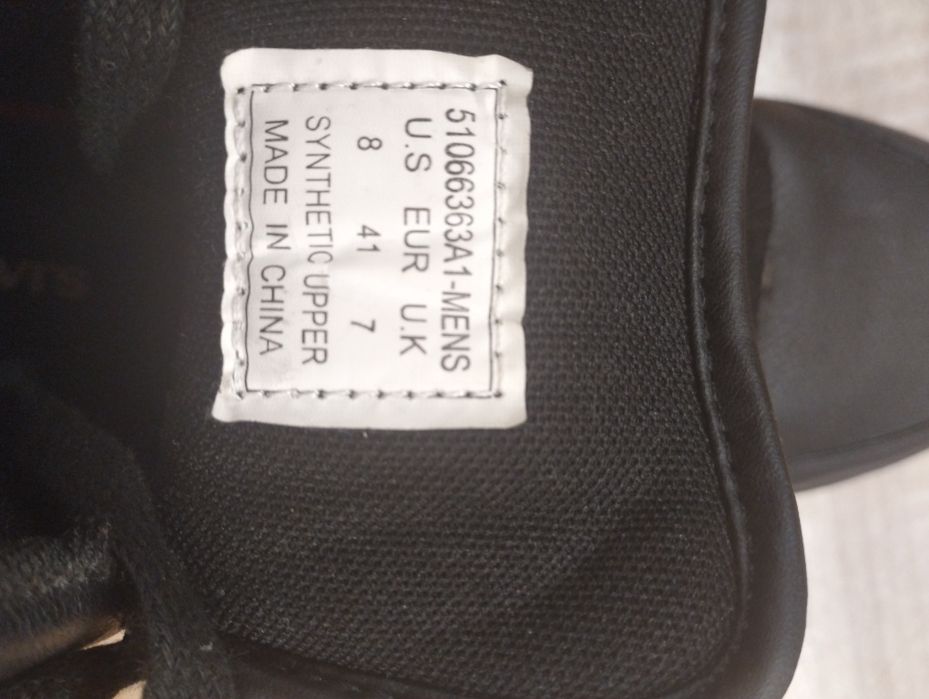 51066363A1-MENS
U.S EUR U.K
8 41 7
SYNTHETIC UPPER
MADE IN CHINA